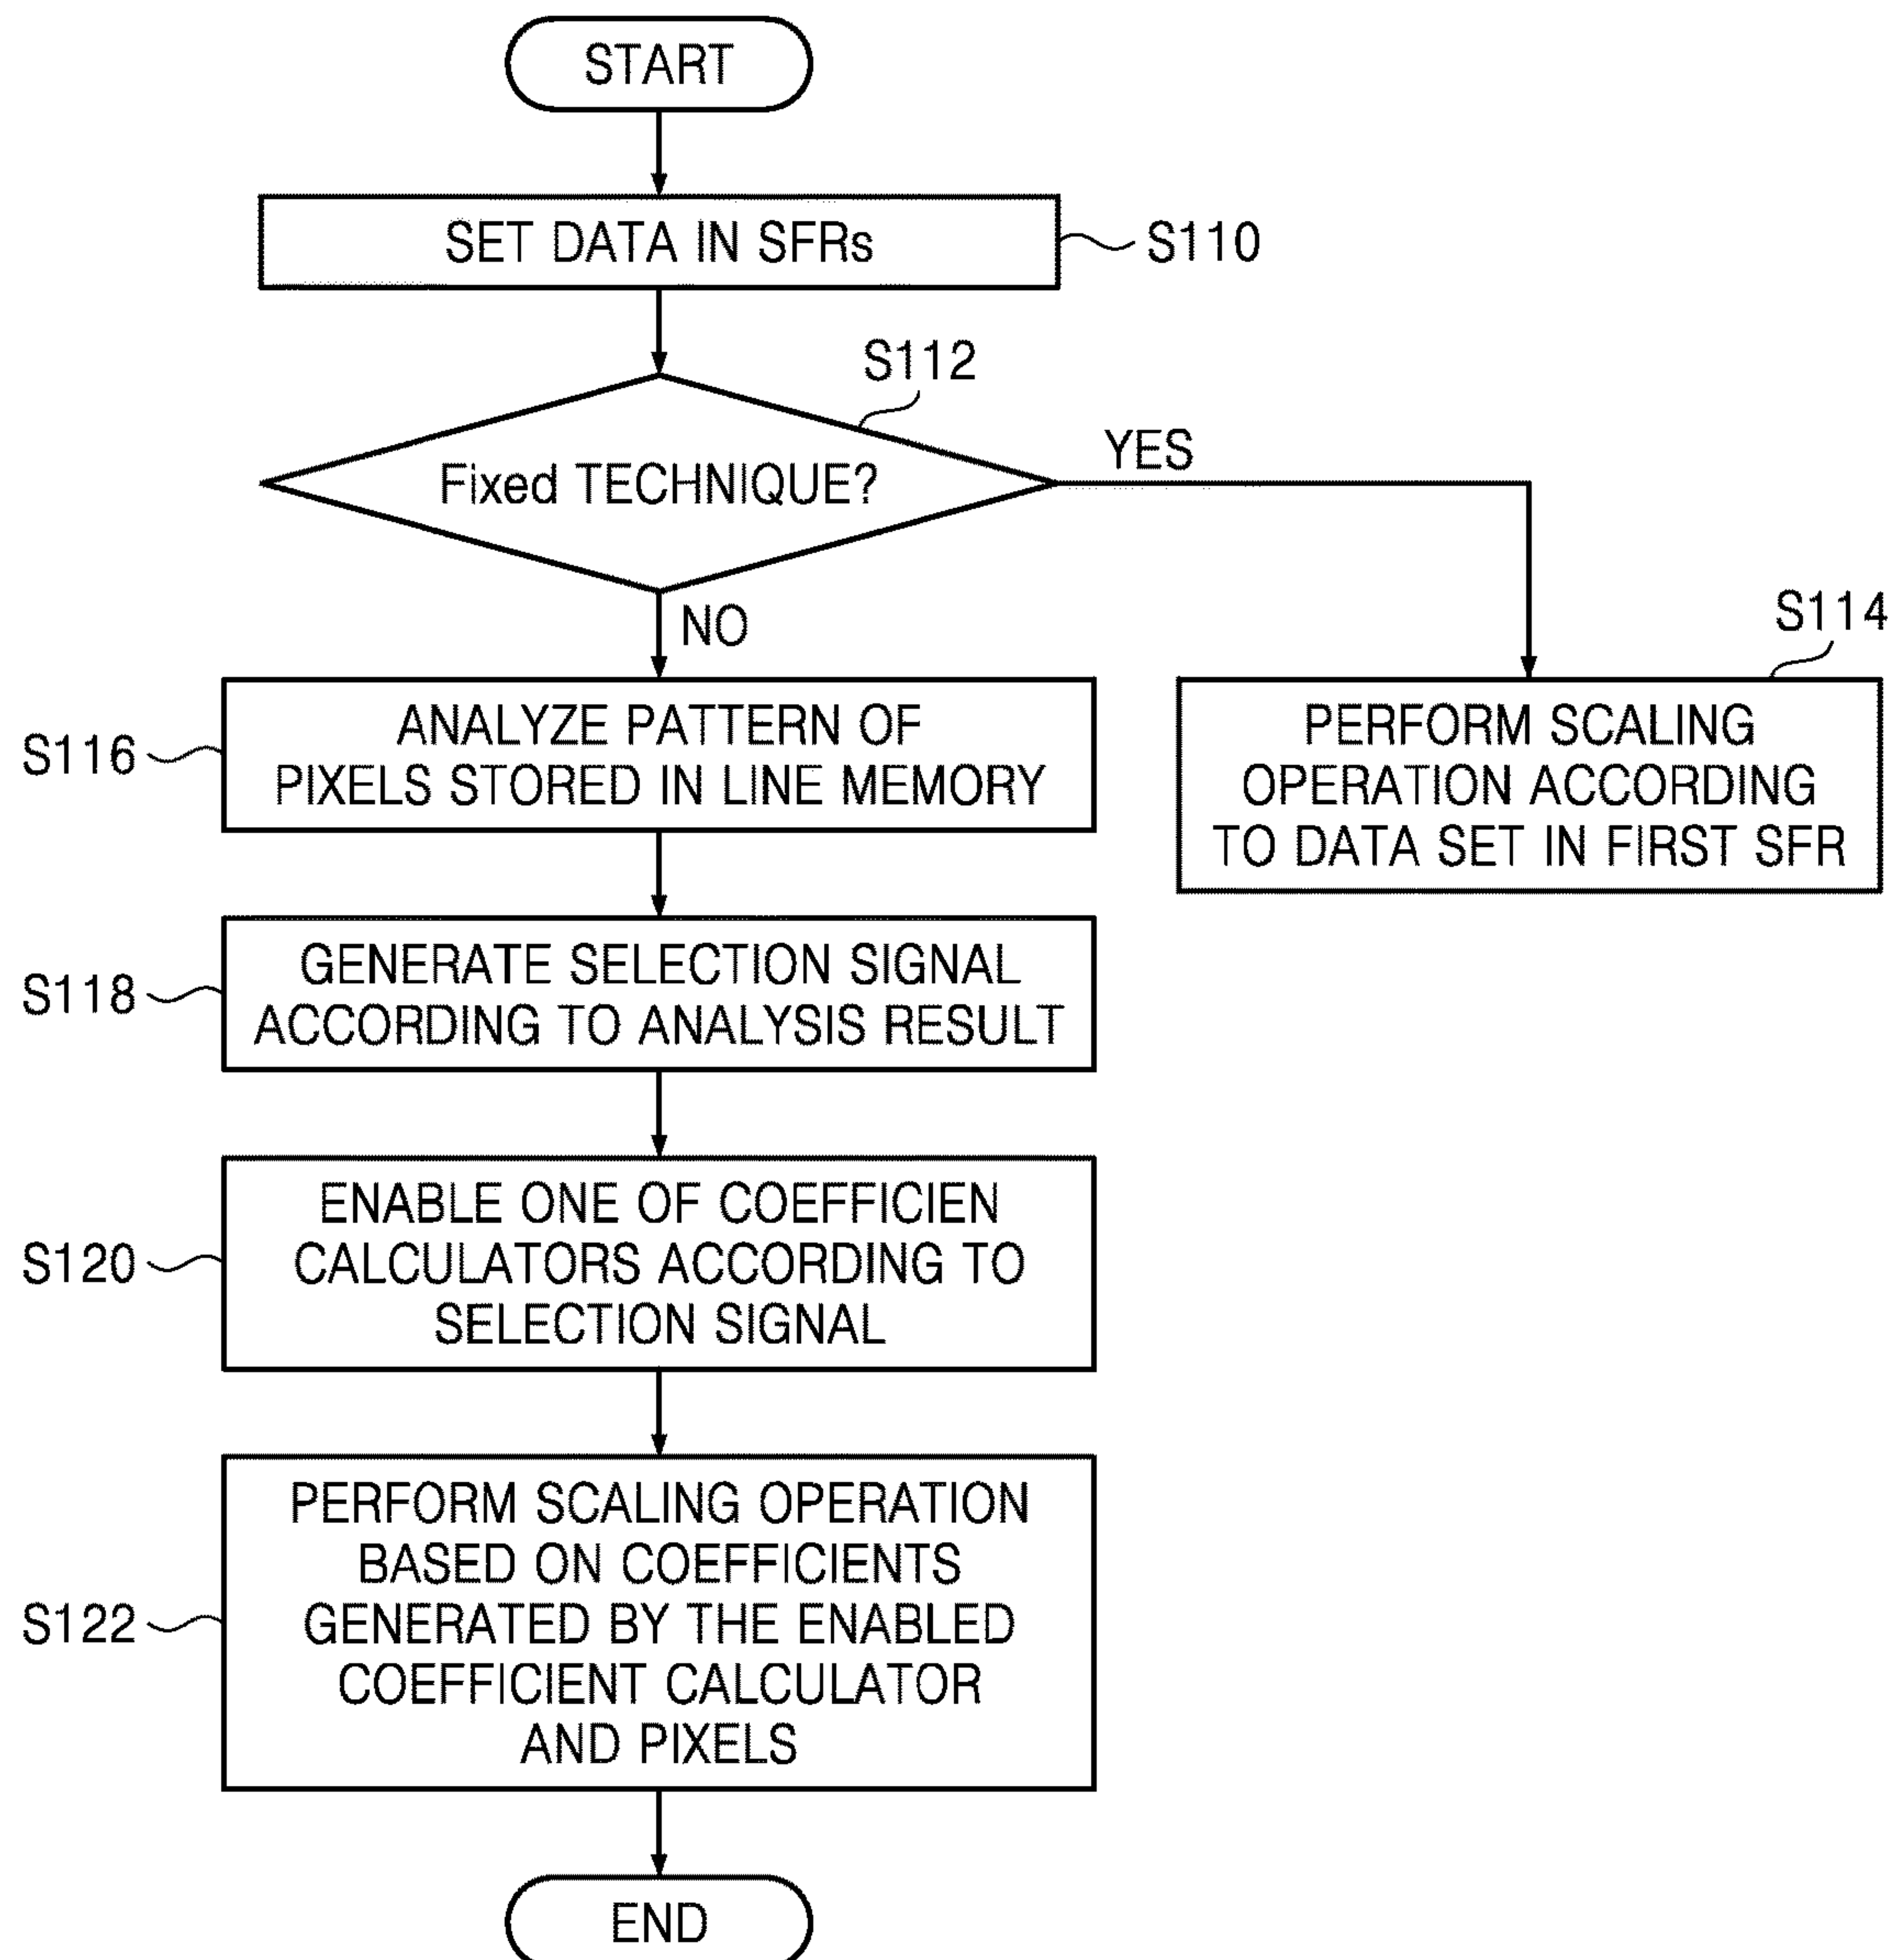 START
SET DATA IN SFRs
S110
S112
Fixed TECHNIQUE?
YES
NO
S114
PERFORM SCALING
OPERATION ACCORDING
TO DATA SET IN FIRST SFR
S116
ANALYZE PATTERN OF
PIXELS STORED IN LINE MEMORY
S118
GENERATE SELECTION SIGNAL
ACCORDING TO ANALYSIS RESULT
S120
ENABLE ONE OF COEFFICIEN
CALCULATORS ACCORDING TO
SELECTION SIGNAL
S122
PERFORM SCALING OPERATION
BASED ON COEFFICIENTS
GENERATED BY THE ENABLED
COEFFICIENT CALCULATOR
AND PIXELS
END